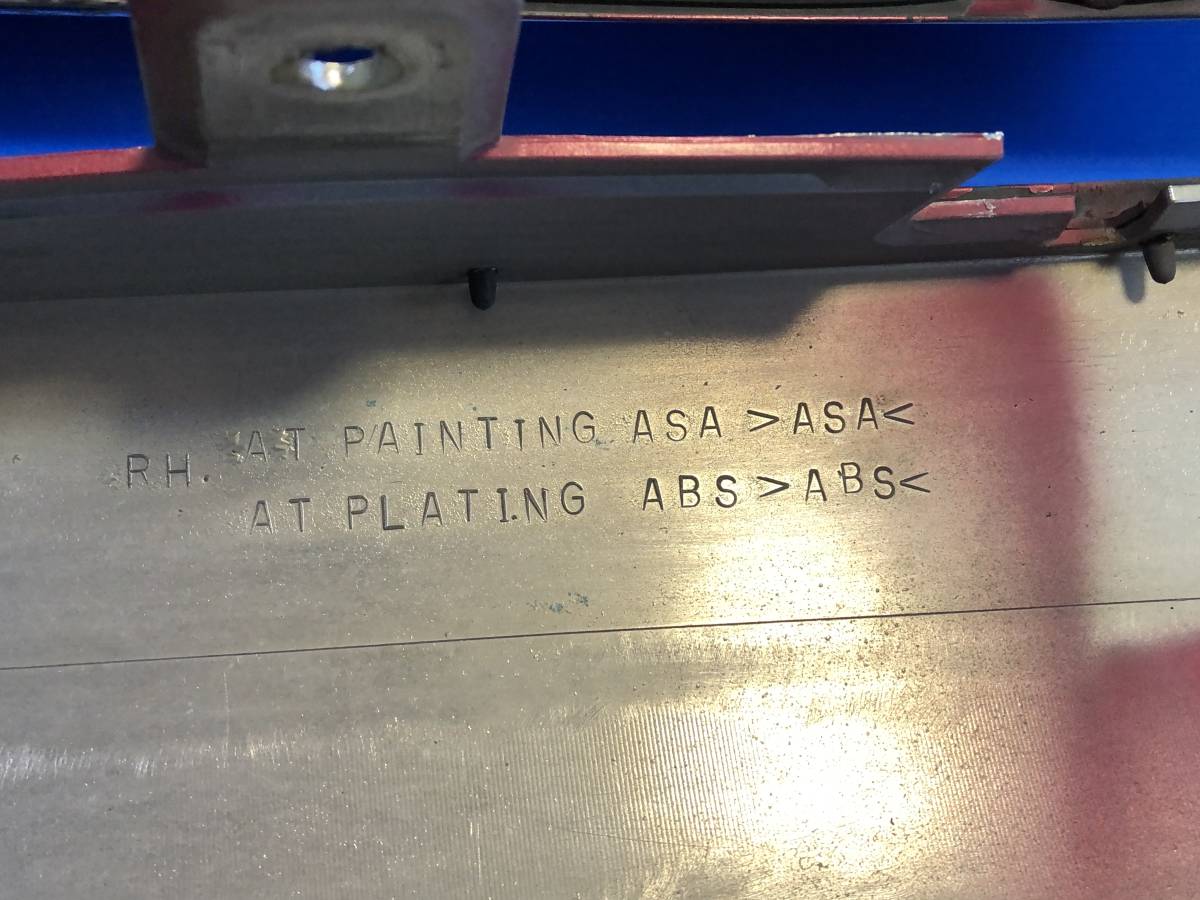 AT PAINTING ASA >ASA<
RH.
AT PLATING ABS >ABS<